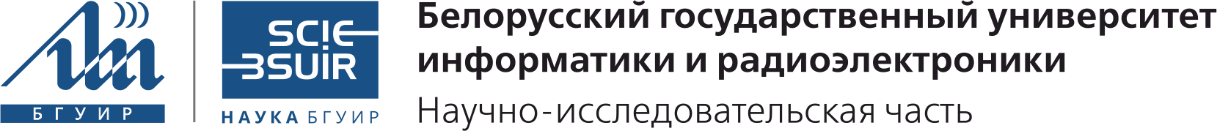 БГУИР
SCIE
BSUIR
НАУКА БГУИР
Белорусский государственный университет
информатики и радиоэлектроники
Научно-исследовательская часть